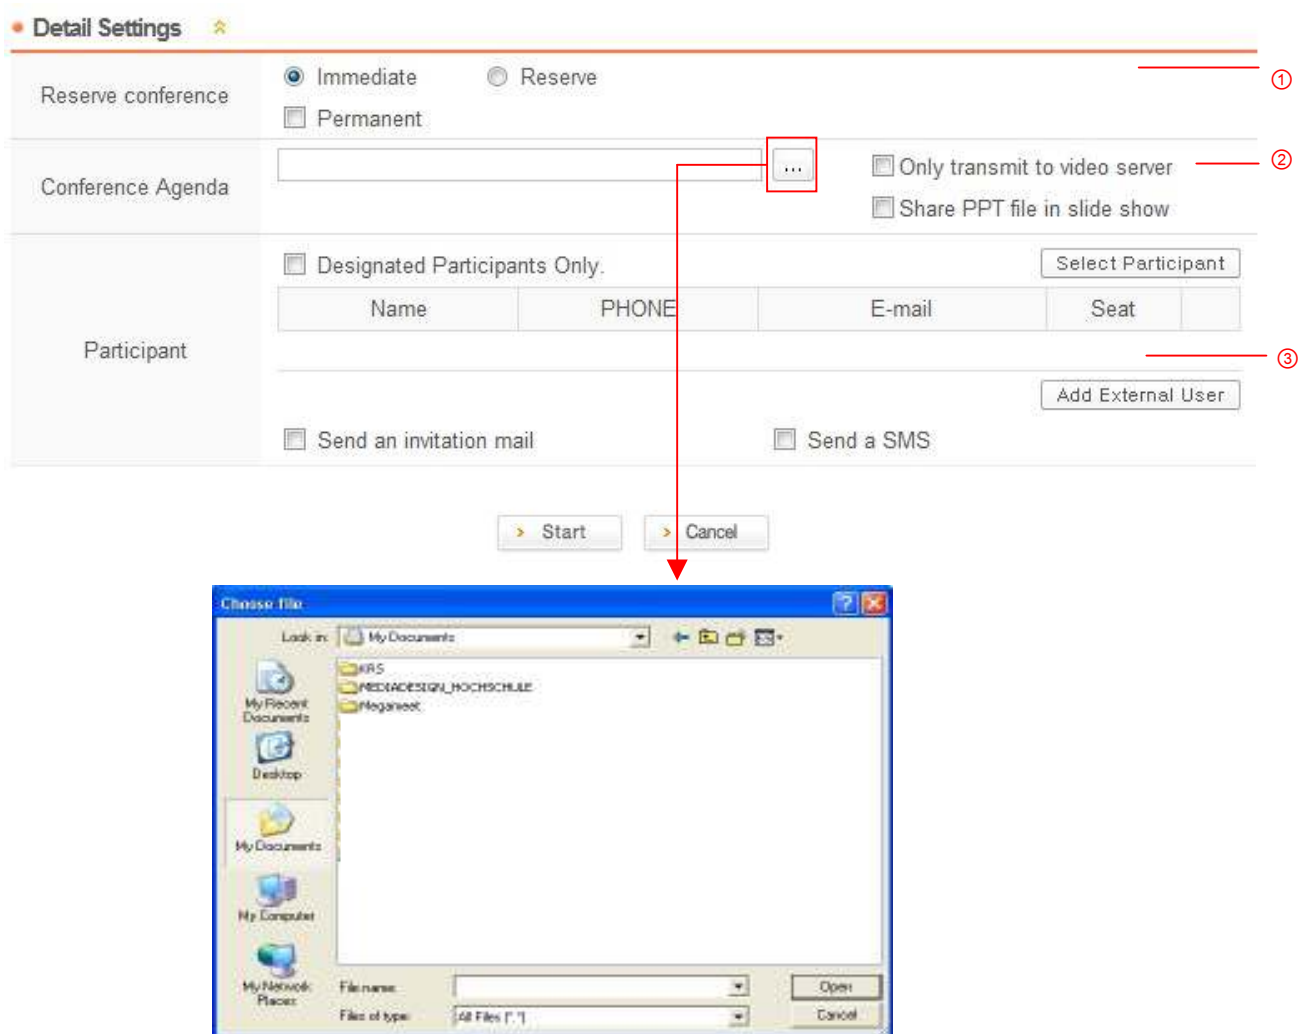 Detail Settings
Reserve conference
Immediate
Reserve
①
Permanent
Conference Agenda
...
Only transmit to video server
②
Share PPT file in slide show
Participant
Designated Participants Only.
Select Participant
Name PHONE E-mail Seat
③
Add External User
Send an invitation mail
Send a SMS
Start
Cancel
Choose file
Look in:
My Documents
My Recent
Documents
Desktop
My Documents
My Computer
My Network
Places
MEDIADESIGN_HOCHSCHULE
Megameet
File name:
Open
Files of type:
All Files (*.*)
Cancel